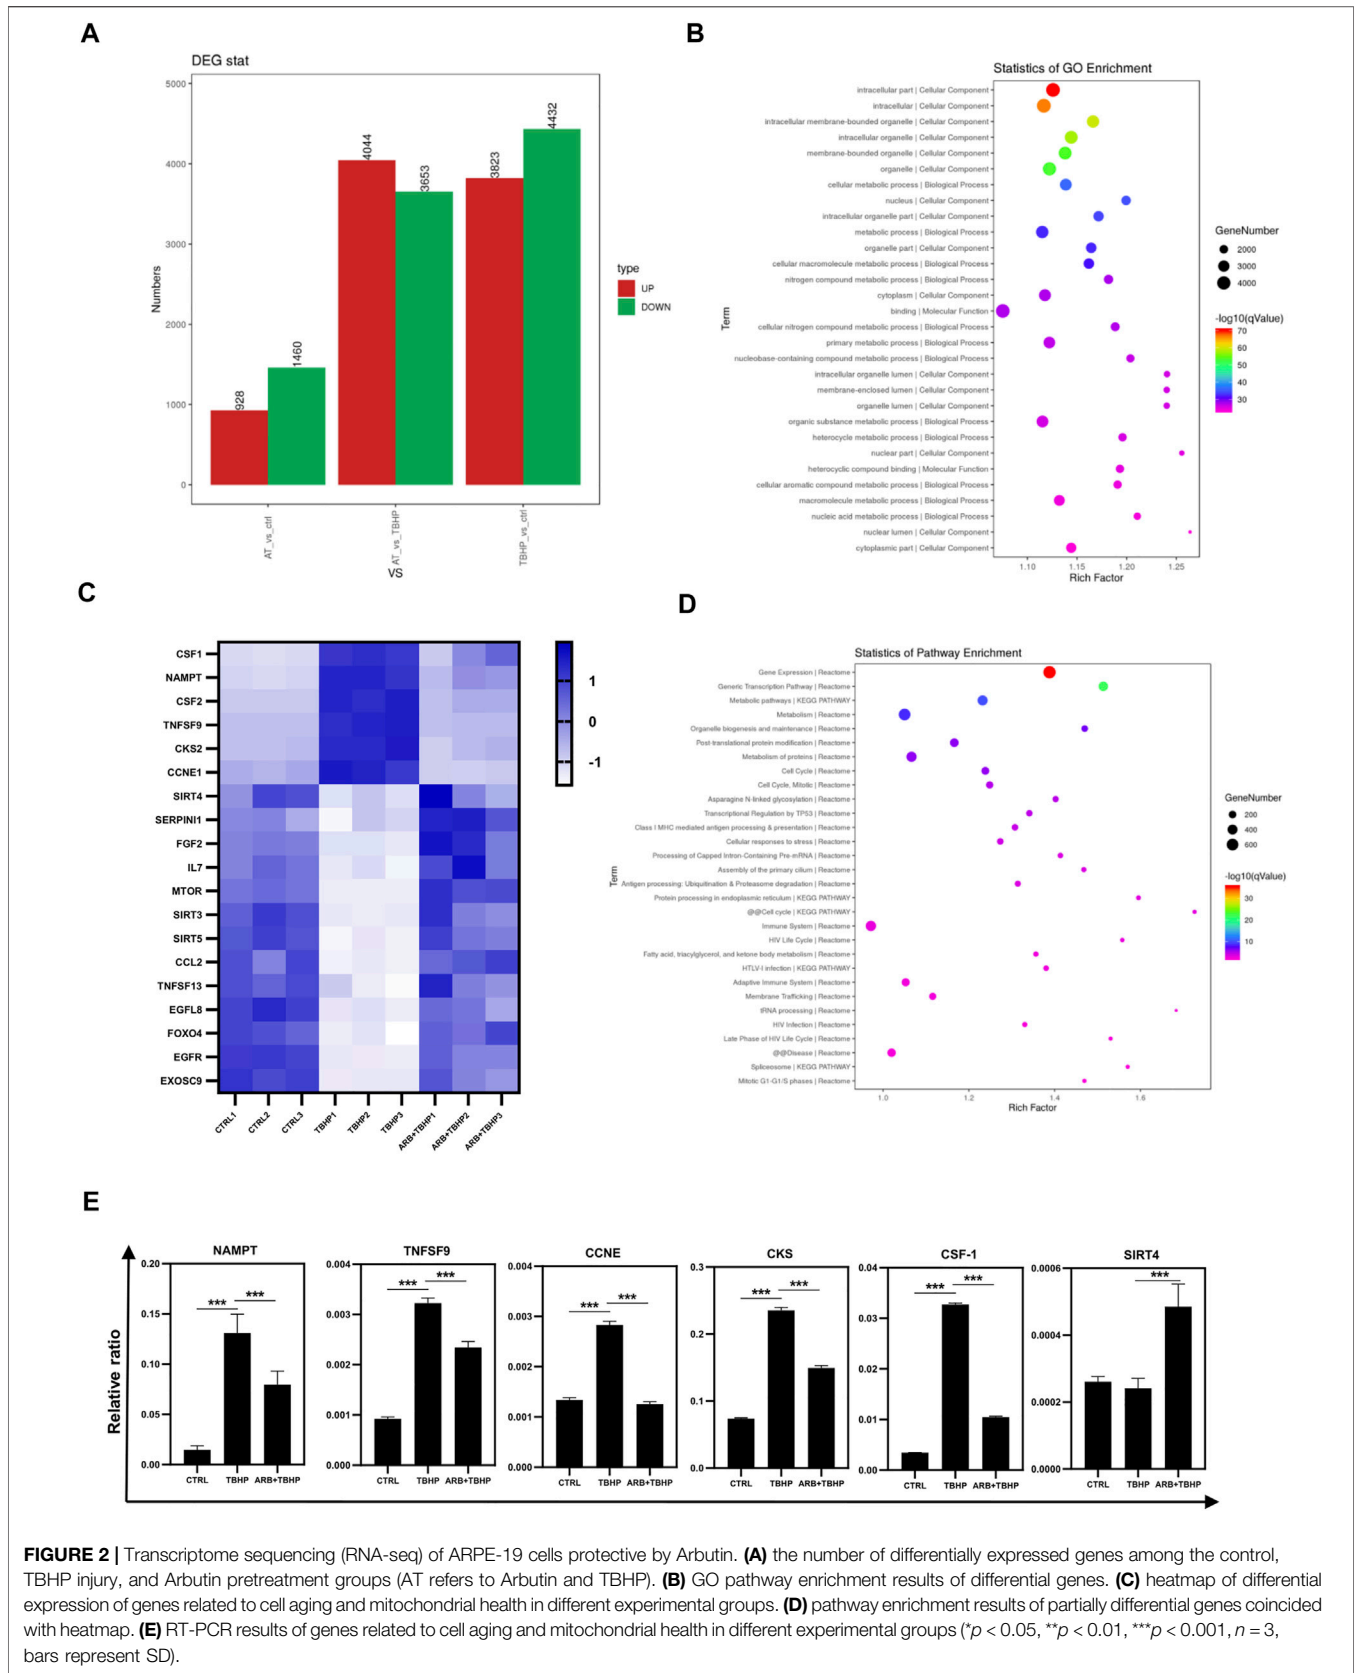 A
DEG stat
5000
4000
3000
2000
1000
0
Numbers
928
1460
4044
3653
3823
4432
AT_vs_ctrl
AT_vs_TBHP
TBHP_vs_ctrl
VS
type
UP
DOWN
B
Statistics of GO Enrichment
intracellular part | Cellular Component
intracellular | Cellular Component
intracellular membrane-bounded organelle | Cellular Component
intracellular organelle | Cellular Component
membrane-bounded organelle | Cellular Component
organelle | Cellular Component
cellular metabolic process | Biological Process
nucleus | Cellular Component
intracellular organelle part | Cellular Component
metabolic process | Biological Process
organelle part | Cellular Component
cellular macromolecule metabolic process | Biological Process
nitrogen compound metabolic process | Biological Process
cytoplasm | Cellular Component
binding | Molecular Function
cellular nitrogen compound metabolic process | Biological Process
primary metabolic process | Biological Process
nucleobase-containing compound metabolic process | Biological Process
intracellular organelle lumen | Cellular Component
membrane-enclosed lumen | Cellular Component
organelle lumen | Cellular Component
organic substance metabolic process | Biological Process
heterocycle metabolic process | Biological Process
nuclear part | Cellular Component
heterocyclic compound binding | Molecular Function
cellular aromatic compound metabolic process | Biological Process
macromolecule metabolic process | Biological Process
nucleic acid metabolic process | Biological Process
nuclear lumen | Cellular Component
cytoplasmic part | Cellular Component
Term
1.10 1.15 1.20 1.25
Rich Factor
GeneNumber
2000
3000
4000
-log10(qValue)
70
60
50
40
30
C
CSF1
NAMPT
CSF2
TNFSF9
CKS2
CCNE1
SIRT4
SERPINI1
FGF2
IL7
MTOR
SIRT3
SIRT5
CCL2
TNFSF13
EGFL8
FOXO4
EGFR
EXOSC9
CTRL1 CTRL2 CTRL3 TBHP1 TBHP2 TBHP3 ARB+TBHP1 ARB+TBHP2 ARB+TBHP3
1
0
-1
D
Statistics of Pathway Enrichment
Gene Expression | Reactome
Generic Transcription Pathway | Reactome
Metabolic pathways | KEGG PATHWAY
Metabolism | Reactome
Organelle biogenesis and maintenance | Reactome
Post-translational protein modification | Reactome
Metabolism of proteins | Reactome
Cell Cycle | Reactome
Cell Cycle, Mitotic | Reactome
Asparagine N-linked glycosylation | Reactome
Transcriptional Regulation by TP53 | Reactome
Class I MHC mediated antigen processing & presentation | Reactome
Cellular responses to stress | Reactome
Processing of Capped Intron-Containing Pre-mRNA | Reactome
Assembly of the primary cilium | Reactome
Antigen processing: Ubiquitination & Proteasome degradation | Reactome
Protein processing in endoplasmic reticulum | KEGG PATHWAY
@@Cell cycle | KEGG PATHWAY
Immune System | Reactome
HIV Life Cycle | Reactome
Fatty acid, triacylglycerol, and ketone body metabolism | Reactome
HTLV-I infection | KEGG PATHWAY
Adaptive Immune System | Reactome
Membrane Trafficking | Reactome
tRNA processing | Reactome
HIV Infection | Reactome
Late Phase of HIV Life Cycle | Reactome
@@Disease | Reactome
Spliceosome | KEGG PATHWAY
Mitotic G1-G1/S phases | Reactome
Term
1.0 1.2 1.4 1.6
Rich Factor
GeneNumber
200
400
600
-log10(qValue)
30
20
10
E
Relative ratio
NAMPT
0.20
0.15
0.10
0.05
0.00
*** ***
CTRL TBHP ARB+TBHP
TNFSF9
0.004
0.003
0.002
0.001
0.000
*** ***
CTRL TBHP ARB+TBHP
CCNE
0.004
0.003
0.002
0.001
0.000
*** ***
CTRL TBHP ARB+TBHP
CKS
0.3
0.2
0.1
0.0
*** ***
CTRL TBHP ARB+TBHP
CSF-1
0.04
0.03
0.02
0.01
0.00
*** ***
CTRL TBHP ARB+TBHP
SIRT4
0.0006
0.0004
0.0002
0.0000
***
CTRL TBHP ARB+TBHP
FIGURE 2 | Transcriptome sequencing (RNA-seq) of ARPE-19 cells protective by Arbutin. (A) the number of differentially expressed genes among the control,
TBHP injury, and Arbutin pretreatment groups (AT refers to Arbutin and TBHP). (B) GO pathway enrichment results of differential genes. (C) heatmap of differential
expression of genes related to cell aging and mitochondrial health in different experimental groups. (D) pathway enrichment results of partially differential genes coincided
with heatmap. (E) RT-PCR results of genes related to cell aging and mitochondrial health in different experimental groups (*p < 0.05, **p < 0.01, ***p < 0.001, n = 3,
bars represent SD).